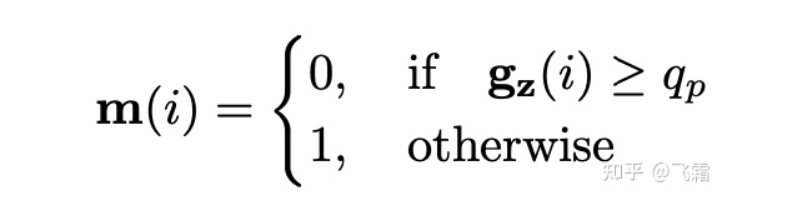 m(i) = { 0, if g_z(i) ≥ q_p
1, otherwise
知乎 @飞霜